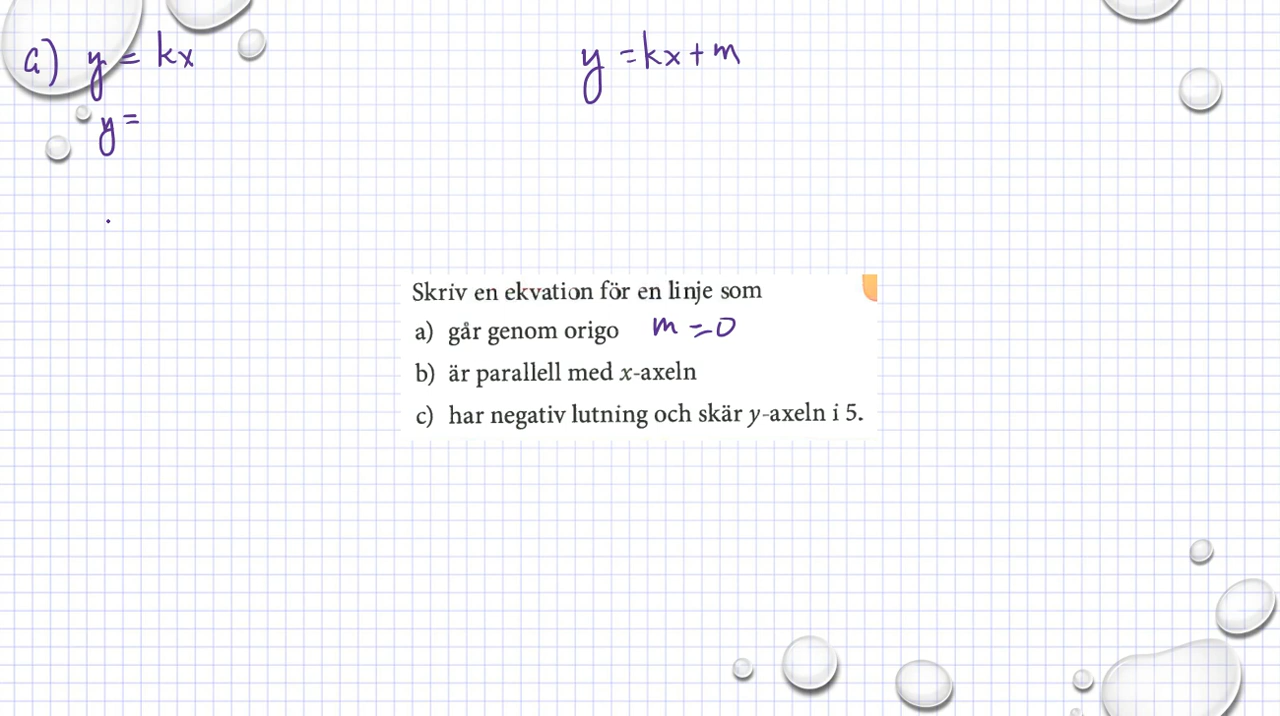 a) y = kx
y = kx + m
y =
Skriv en ekvation för en linje som
a) går genom origo m = 0
b) är parallell med x-axeln
c) har negativ lutning och skär y-axeln i 5.